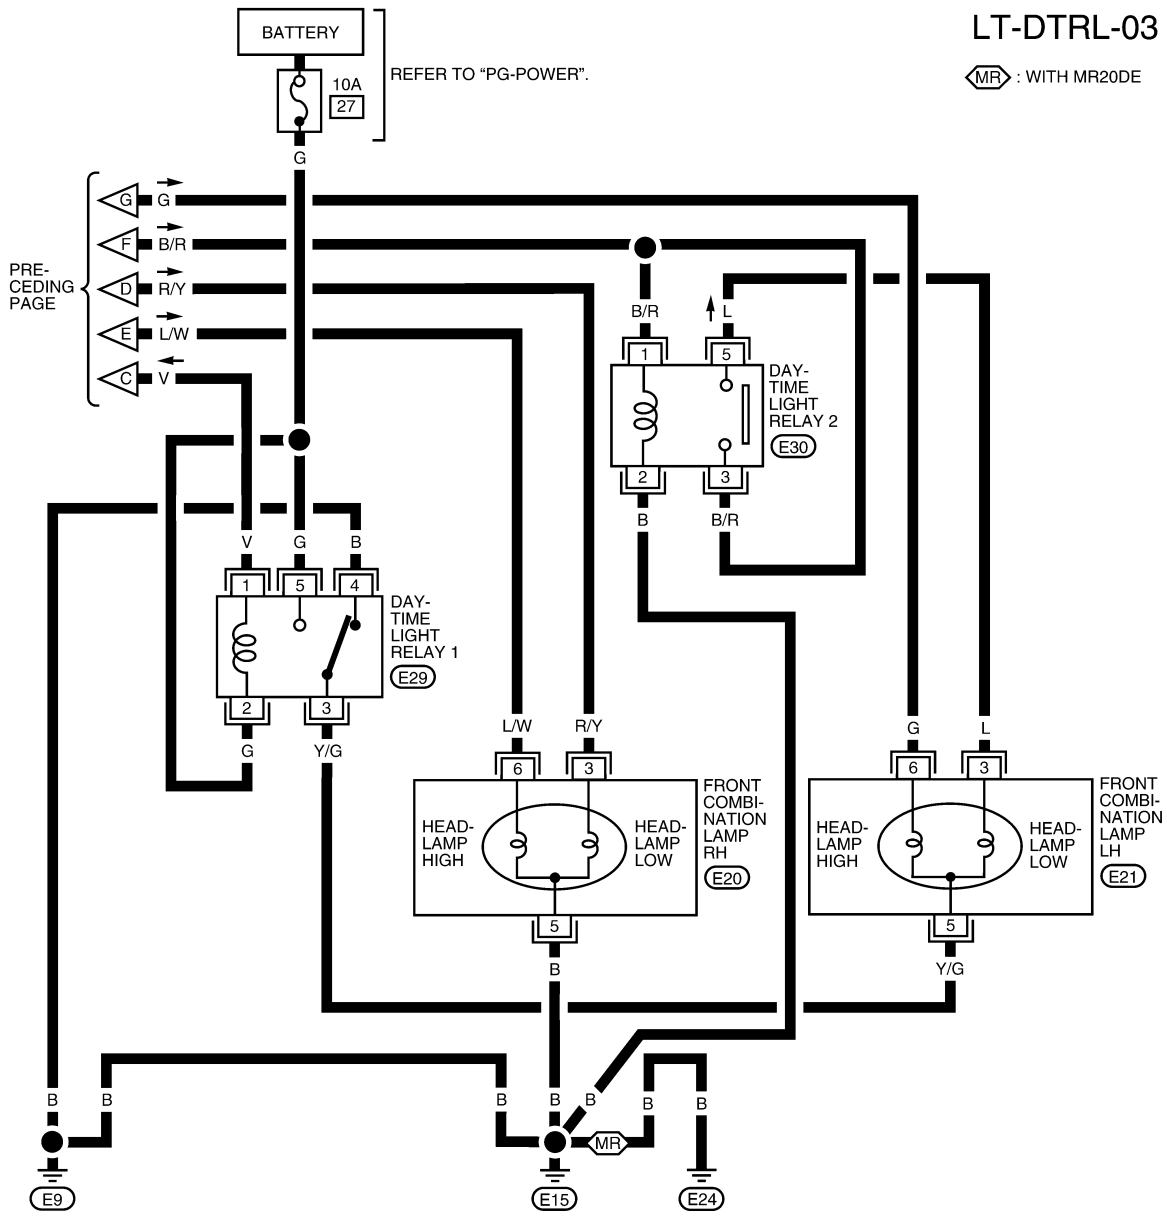 LT-DTRL-03
MR : WITH MR20DE
BATTERY
REFER TO “PG-POWER”.
10A
27
G
PRE-
CEDING
PAGE
G G
F B/R
D R/Y
E L/W
C V
B/R L
1 5
DAY-
TIME
LIGHT
RELAY 2
E30
2 3
B B/R
V G B
1 5 4
DAY-
TIME
LIGHT
RELAY 1
E29
2 3
G Y/G
L/W R/Y
6 3
HEAD-
LAMP
HIGH
HEAD-
LAMP
LOW
FRONT
COMBI-
NATION
LAMP
RH
E20
5
B
G L
6 3
HEAD-
LAMP
HIGH
HEAD-
LAMP
LOW
FRONT
COMBI-
NATION
LAMP
LH
E21
5
Y/G
B B B B B B B
MR
E9 E15 E24